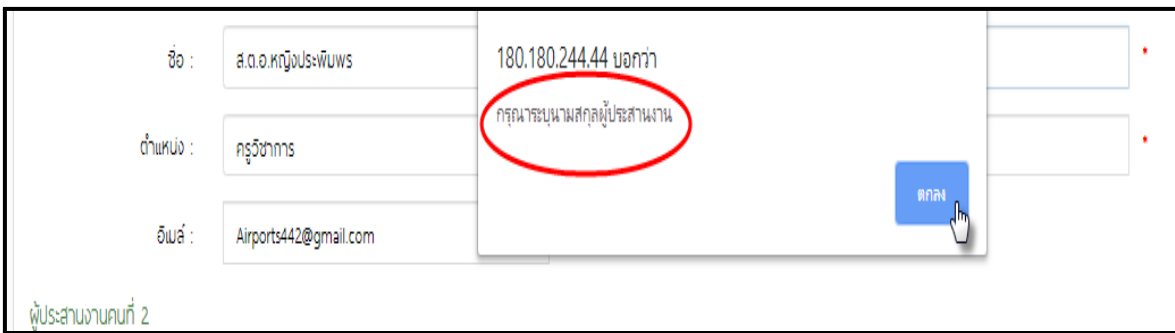 ชื่อ :
ส.ต.อ.หญิงประพิมพร
*
180.180.244.44 บอกว่า
กรุณาระบุนามสกุลผู้ประสานงาน
ตำแหน่ง :
ครูวิชาการ
*
ตกลง
อีเมล์ :
Airports442@gmail.com
ผู้ประสานงานคนที่ 2